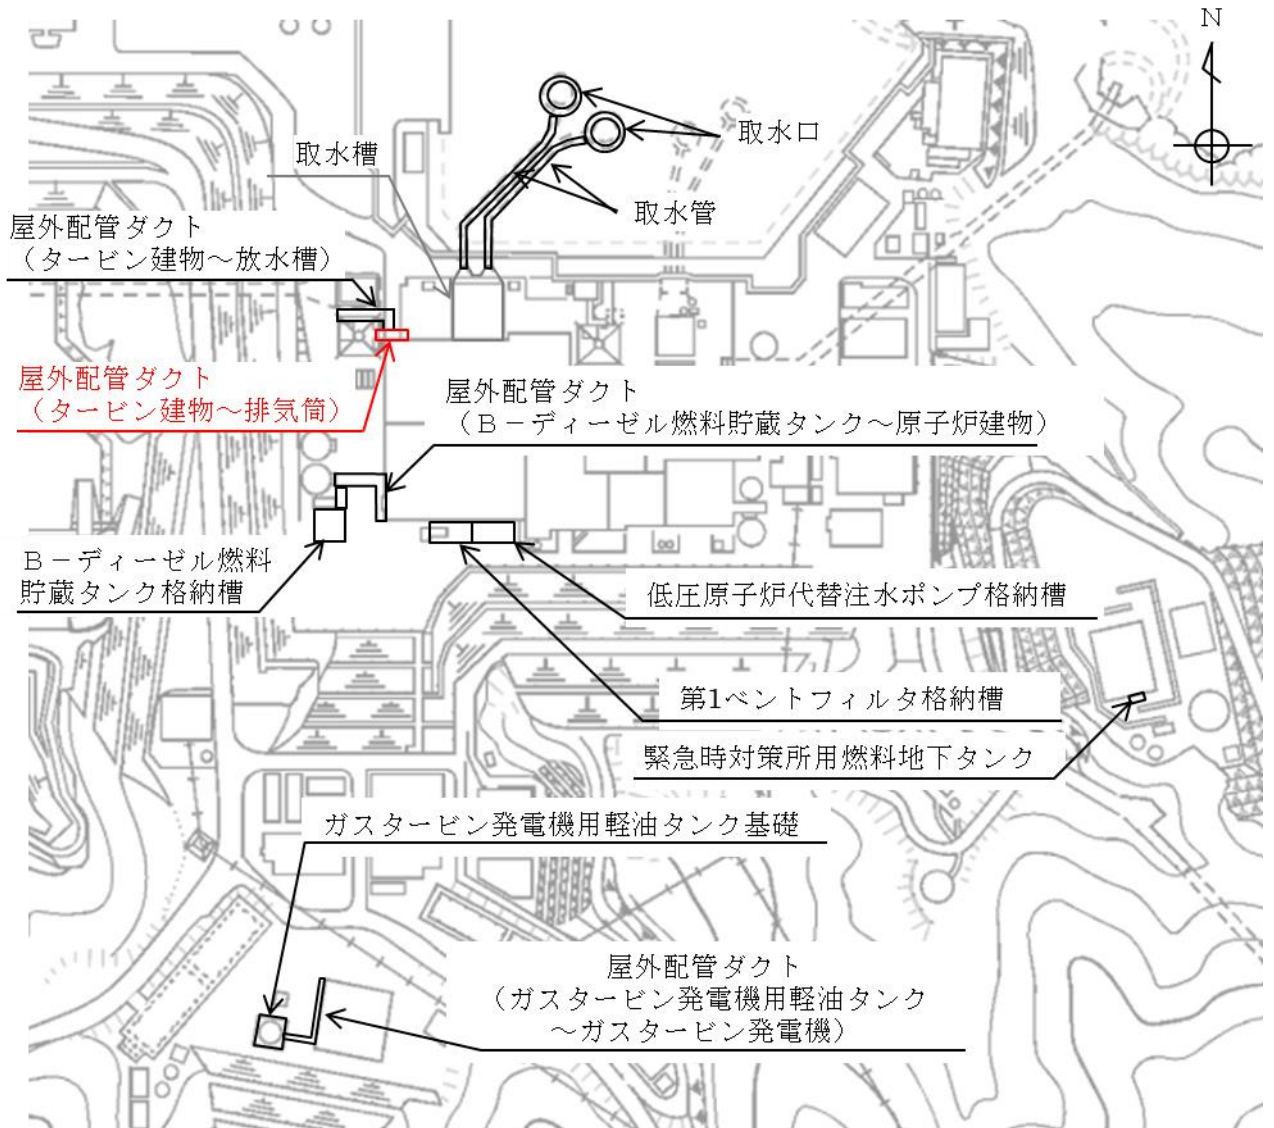 N
取水口
取水槽
取水管
屋外配管ダクト
（タービン建物～放水槽）
屋外配管ダクト
（タービン建物～排気筒）
屋外配管ダクト
（Ｂ－ディーゼル燃料貯蔵タンク～原子炉建物）
Ｂ－ディーゼル燃料
貯蔵タンク格納槽
低圧原子炉代替注水ポンプ格納槽
第1ベントフィルタ格納槽
緊急時対策所用燃料地下タンク
ガスタービン発電機用軽油タンク基礎
屋外配管ダクト
（ガスタービン発電機用軽油タンク
～ガスタービン発電機）